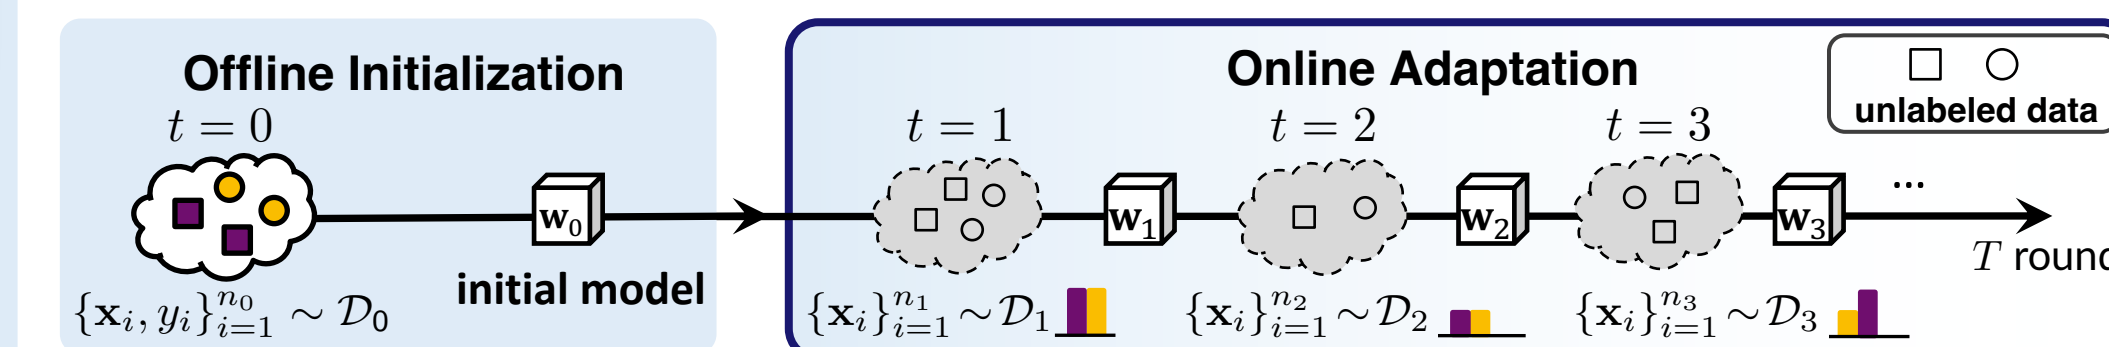 Offline Initialization
t = 0
w₀
initial model
{xᵢ, yᵢ}ⁿ⁰ᵢ₌₁ ∼ 𝒟₀
Online Adaptation
unlabeled data
t = 1
t = 2
t = 3
w₁
w₂
w₃
...
T
{xᵢ}ⁿ¹ᵢ₌₁ ∼ 𝒟₁
{xᵢ}ⁿ²ᵢ₌₁ ∼ 𝒟₂
{xᵢ}ⁿ³ᵢ₌₁ ∼ 𝒟₃